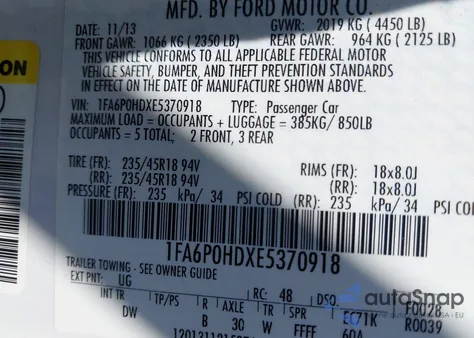 MFD. BY FORD MOTOR CO.
DATE: 11/13 GVWR: 2019 KG ( 4450 LB)
FRONT GAWR: 1066 KG ( 2350 LB) REAR GAWR: 964 KG ( 2125 LB)
THIS VEHICLE CONFORMS TO ALL APPLICABLE FEDERAL MOTOR
VEHICLE SAFETY, BUMPER, AND THEFT PREVENTION STANDARDS
IN EFFECT ON THE DATE OF MANUFACTURE SHOWN ABOVE.
VIN: 1FA6P0HDXE5370918 TYPE: Passenger Car
MAXIMUM LOAD = OCCUPANTS + LUGGAGE = 385KG/ 850LB
OCCUPANTS = 5 TOTAL; 2 FRONT, 3 REAR
TIRE (FR): 235/45R18 94V RIMS (FR): 18x8.0J
(RR): 235/45R18 94V (RR): 18x8.0J
PRESSURE (FR): 235 kPa/ 34 PSI COLD (RR): 235 kPa/ 34 PSI CO
1FA6P0HDXE5370918
TRAILER TOWING - SEE OWNER GUIDE
EXT PNT: UG RC: 48 DSO: F0028
INT TR TP/PS R AXLE TR SPR EC71K R0039
DW B 30 W FFFF 60A
autoSnap